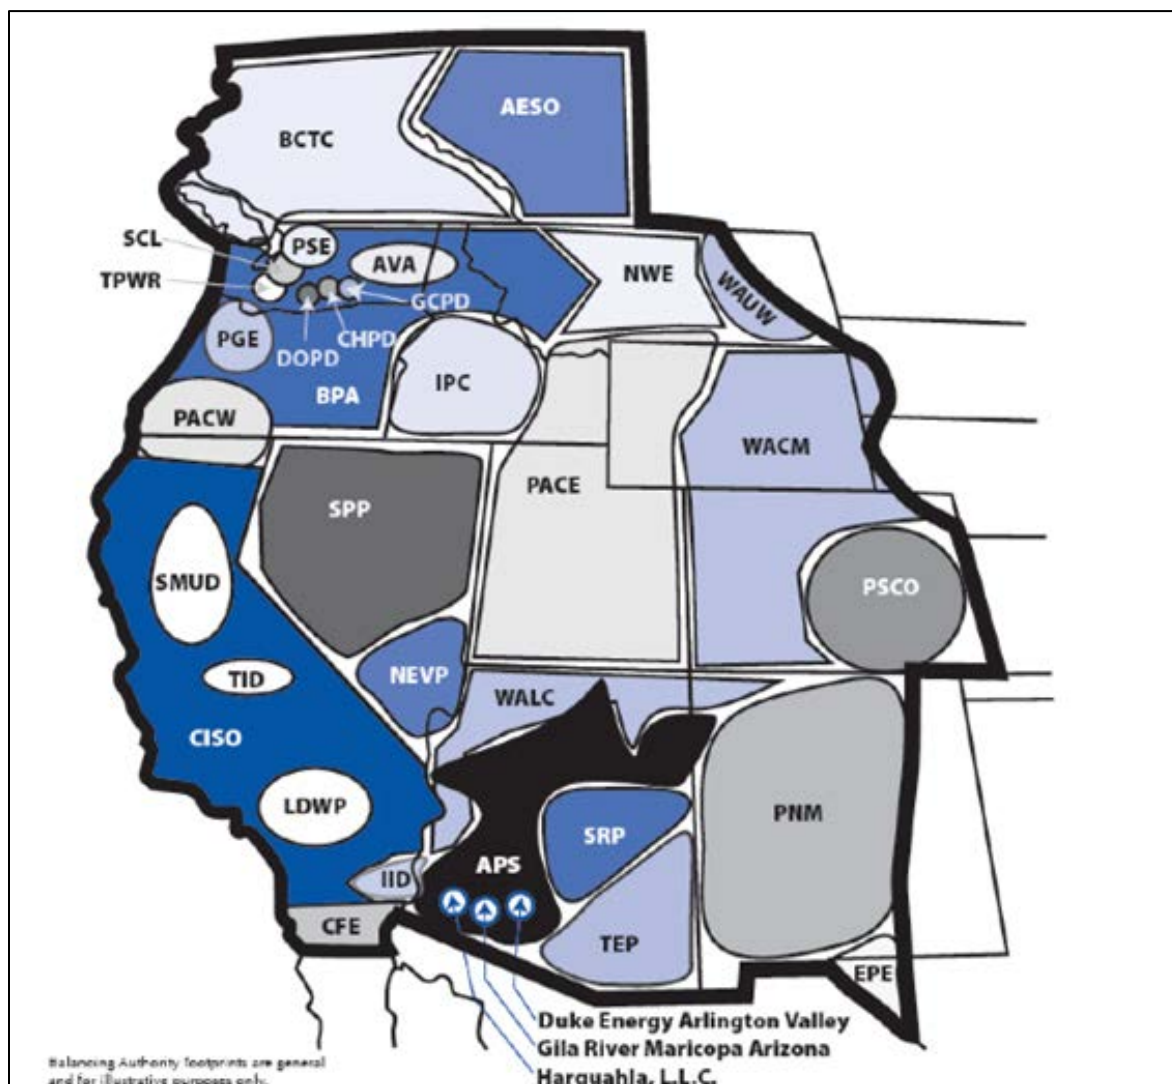 AESO
BCTC
SCL
PSE
TPWR
AVA
NWE
WAUW
GCPD
CHPD
DOPD
PGE
BPA
IPC
PACW
WACM
PACE
SPP
SMUD
PSCO
TID
NEVP
WALC
CISO
LDWP
PNM
SRP
APS
IID
CFE
TEP
EPE
Duke Energy Arlington Valley
Gila River Maricopa Arizona
Harquahla, L.L.C.
Balancing Authority footprints are general
and for illustrative purposes only.